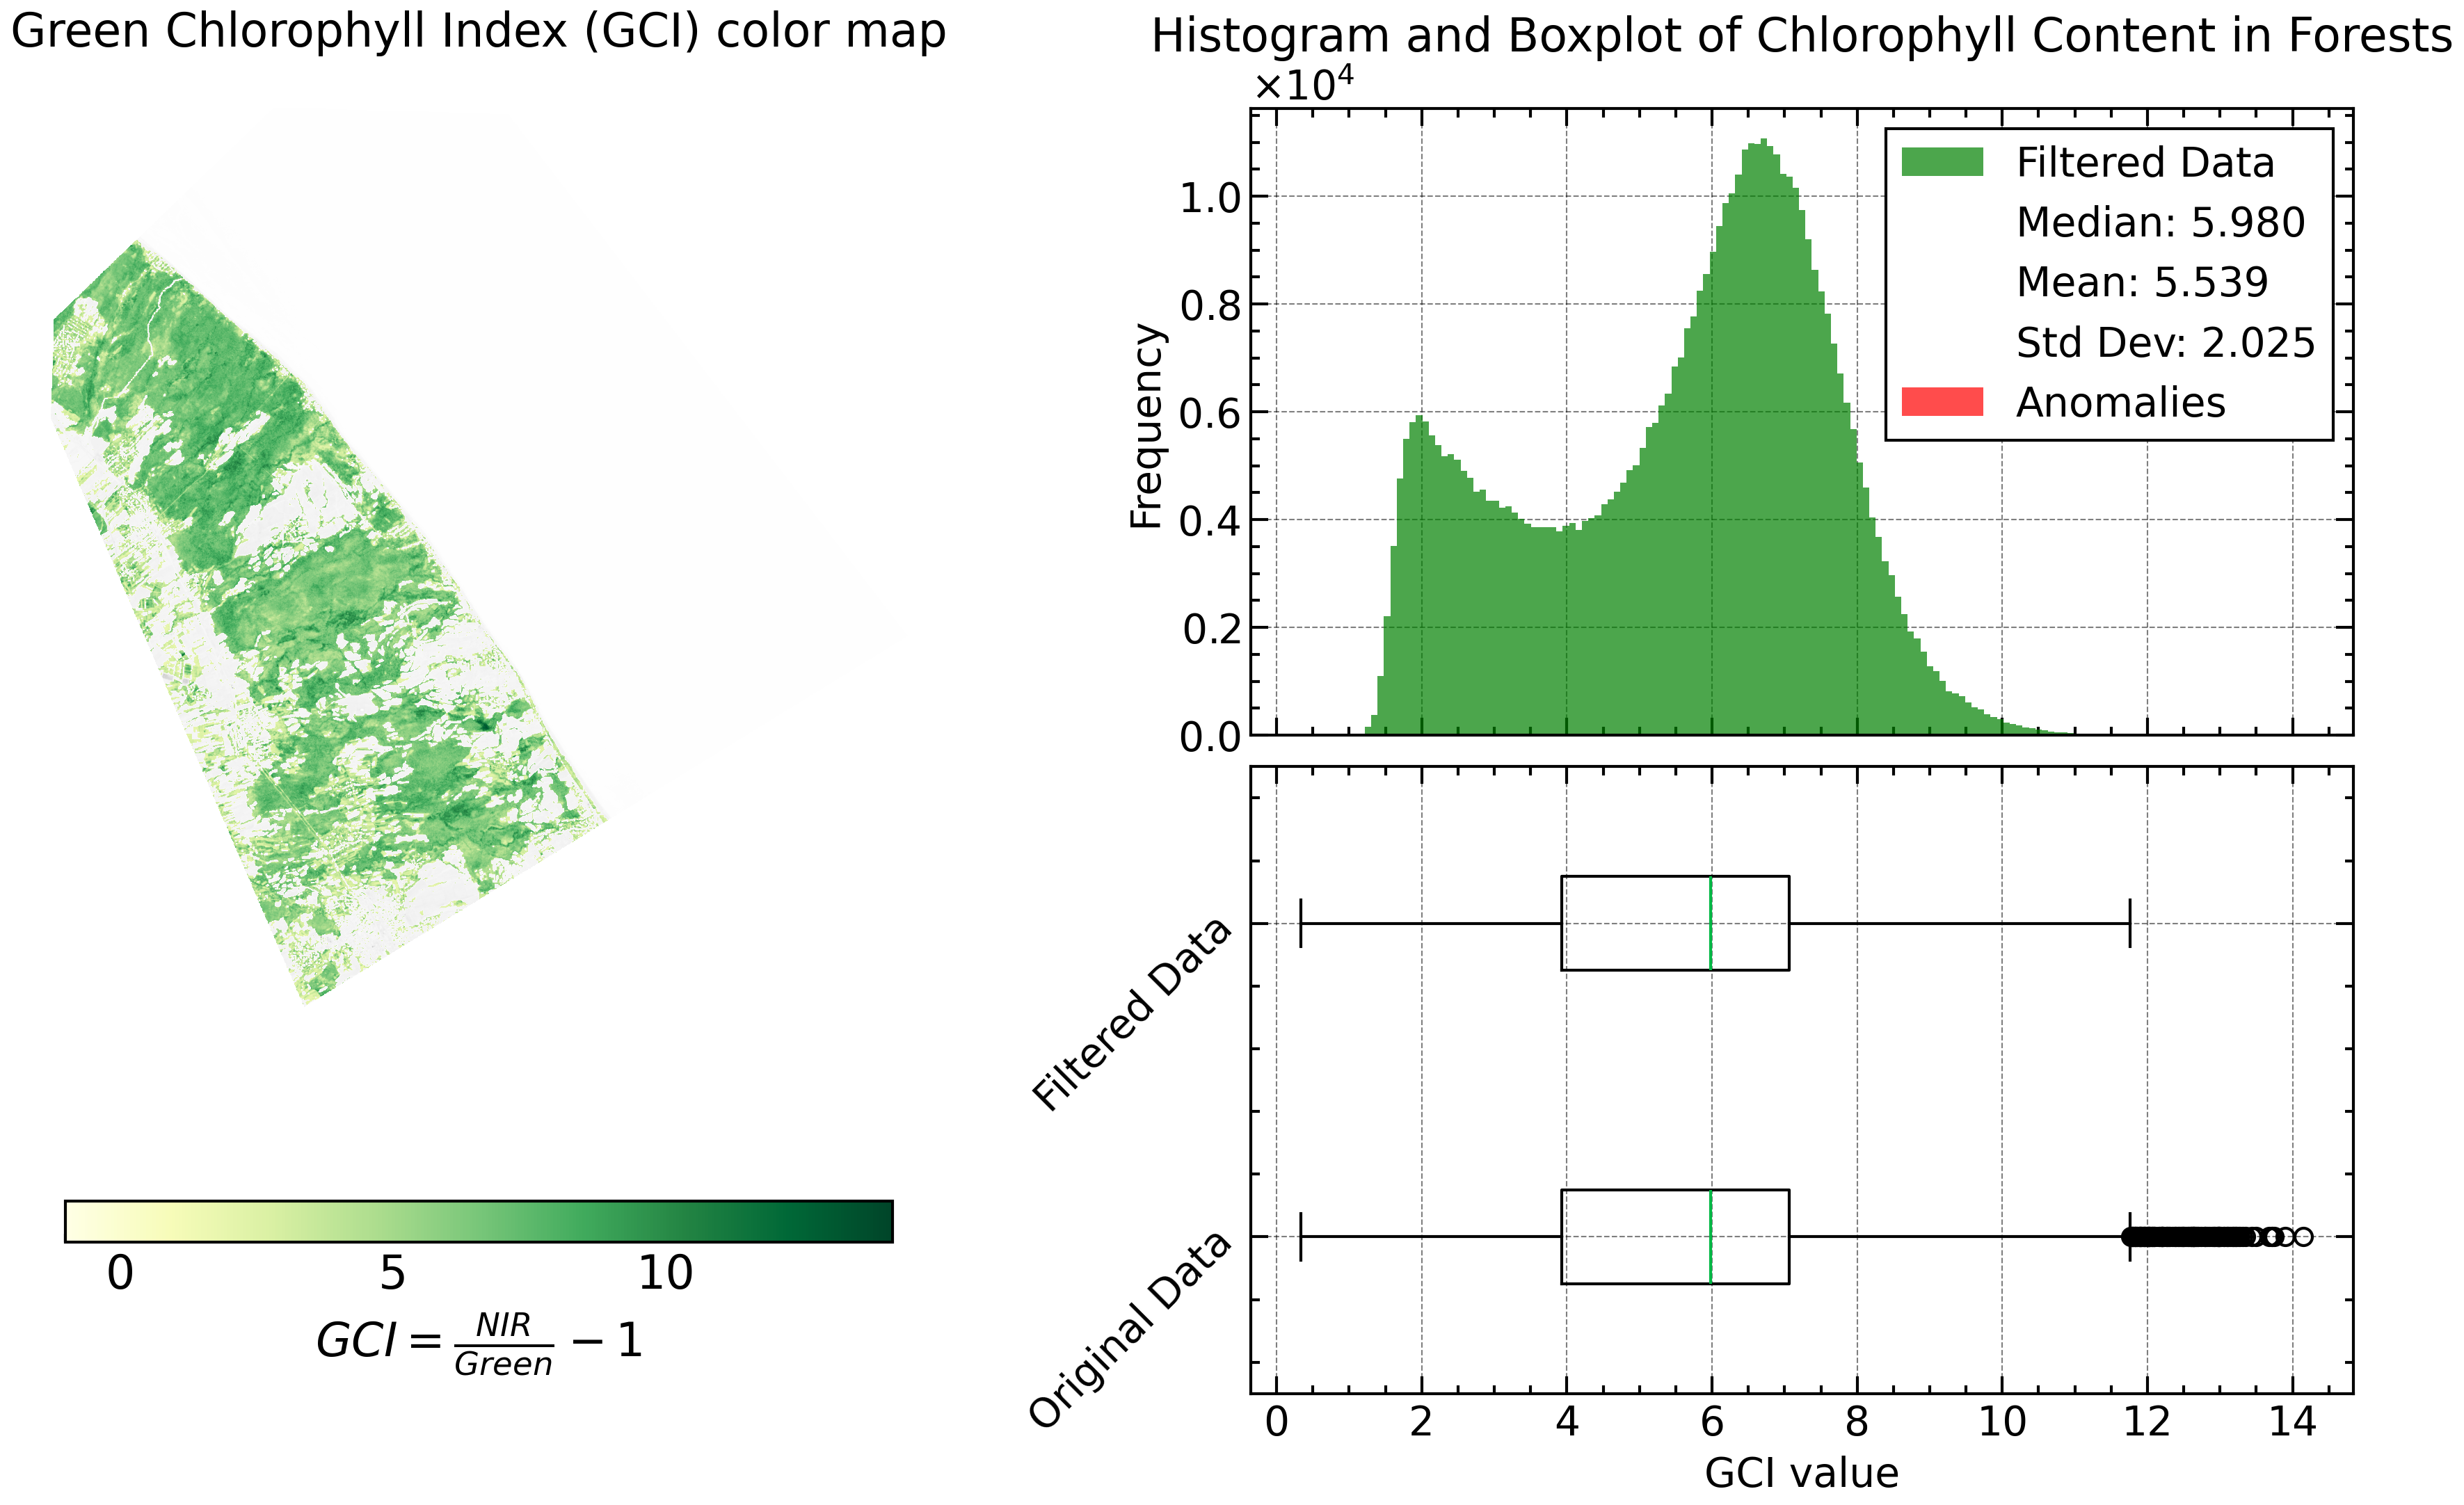 Green Chlorophyll Index (GCI) color map
0 5 10
GCI = NIR/Green − 1
Histogram and Boxplot of Chlorophyll Content in Forests
×10⁴
Frequency
1.0
0.8
0.6
0.4
0.2
0.0
Filtered Data
Median: 5.980
Mean: 5.539
Std Dev: 2.025
Anomalies
Filtered Data
Original Data
0 2 4 6 8 10 12 14
GCI value